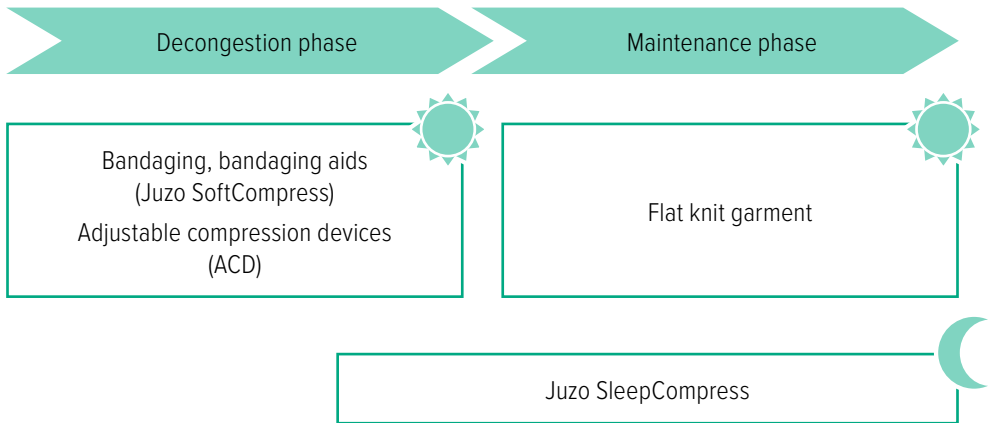 Decongestion phase
Maintenance phase
Bandaging, bandaging aids
(Juzo SoftCompress)
Adjustable compression devices
(ACD)
Flat knit garment
Juzo SleepCompress